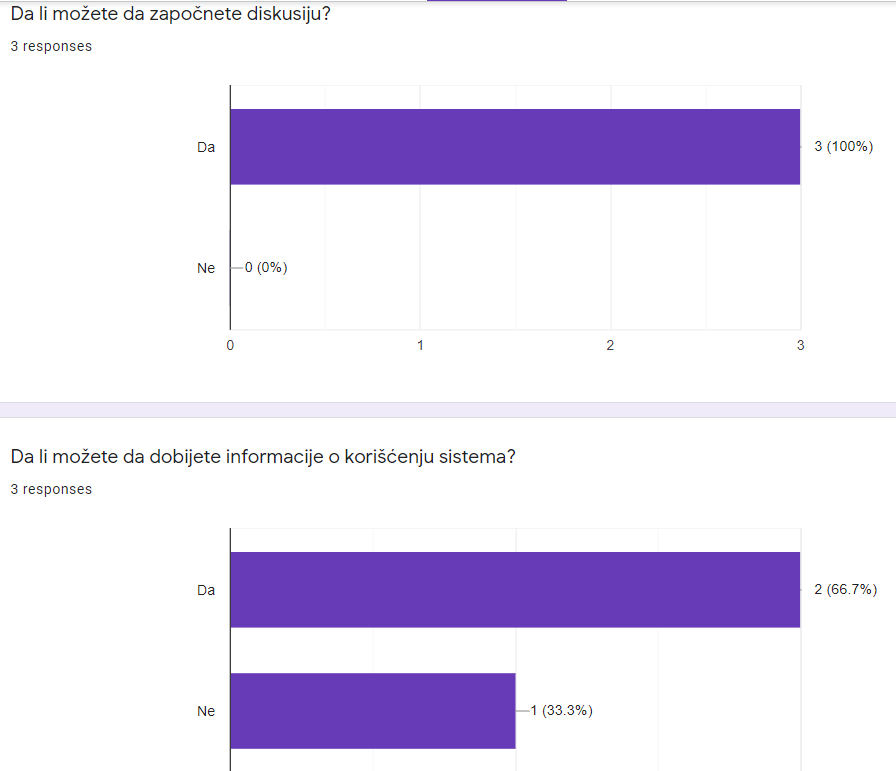 Da li možete da započnete diskusiju?
3 responses
Da
3 (100%)
Ne
0 (0%)
0 1 2 3
Da li možete da dobijete informacije o korišćenju sistema?
3 responses
Da
2 (66.7%)
Ne
1 (33.3%)